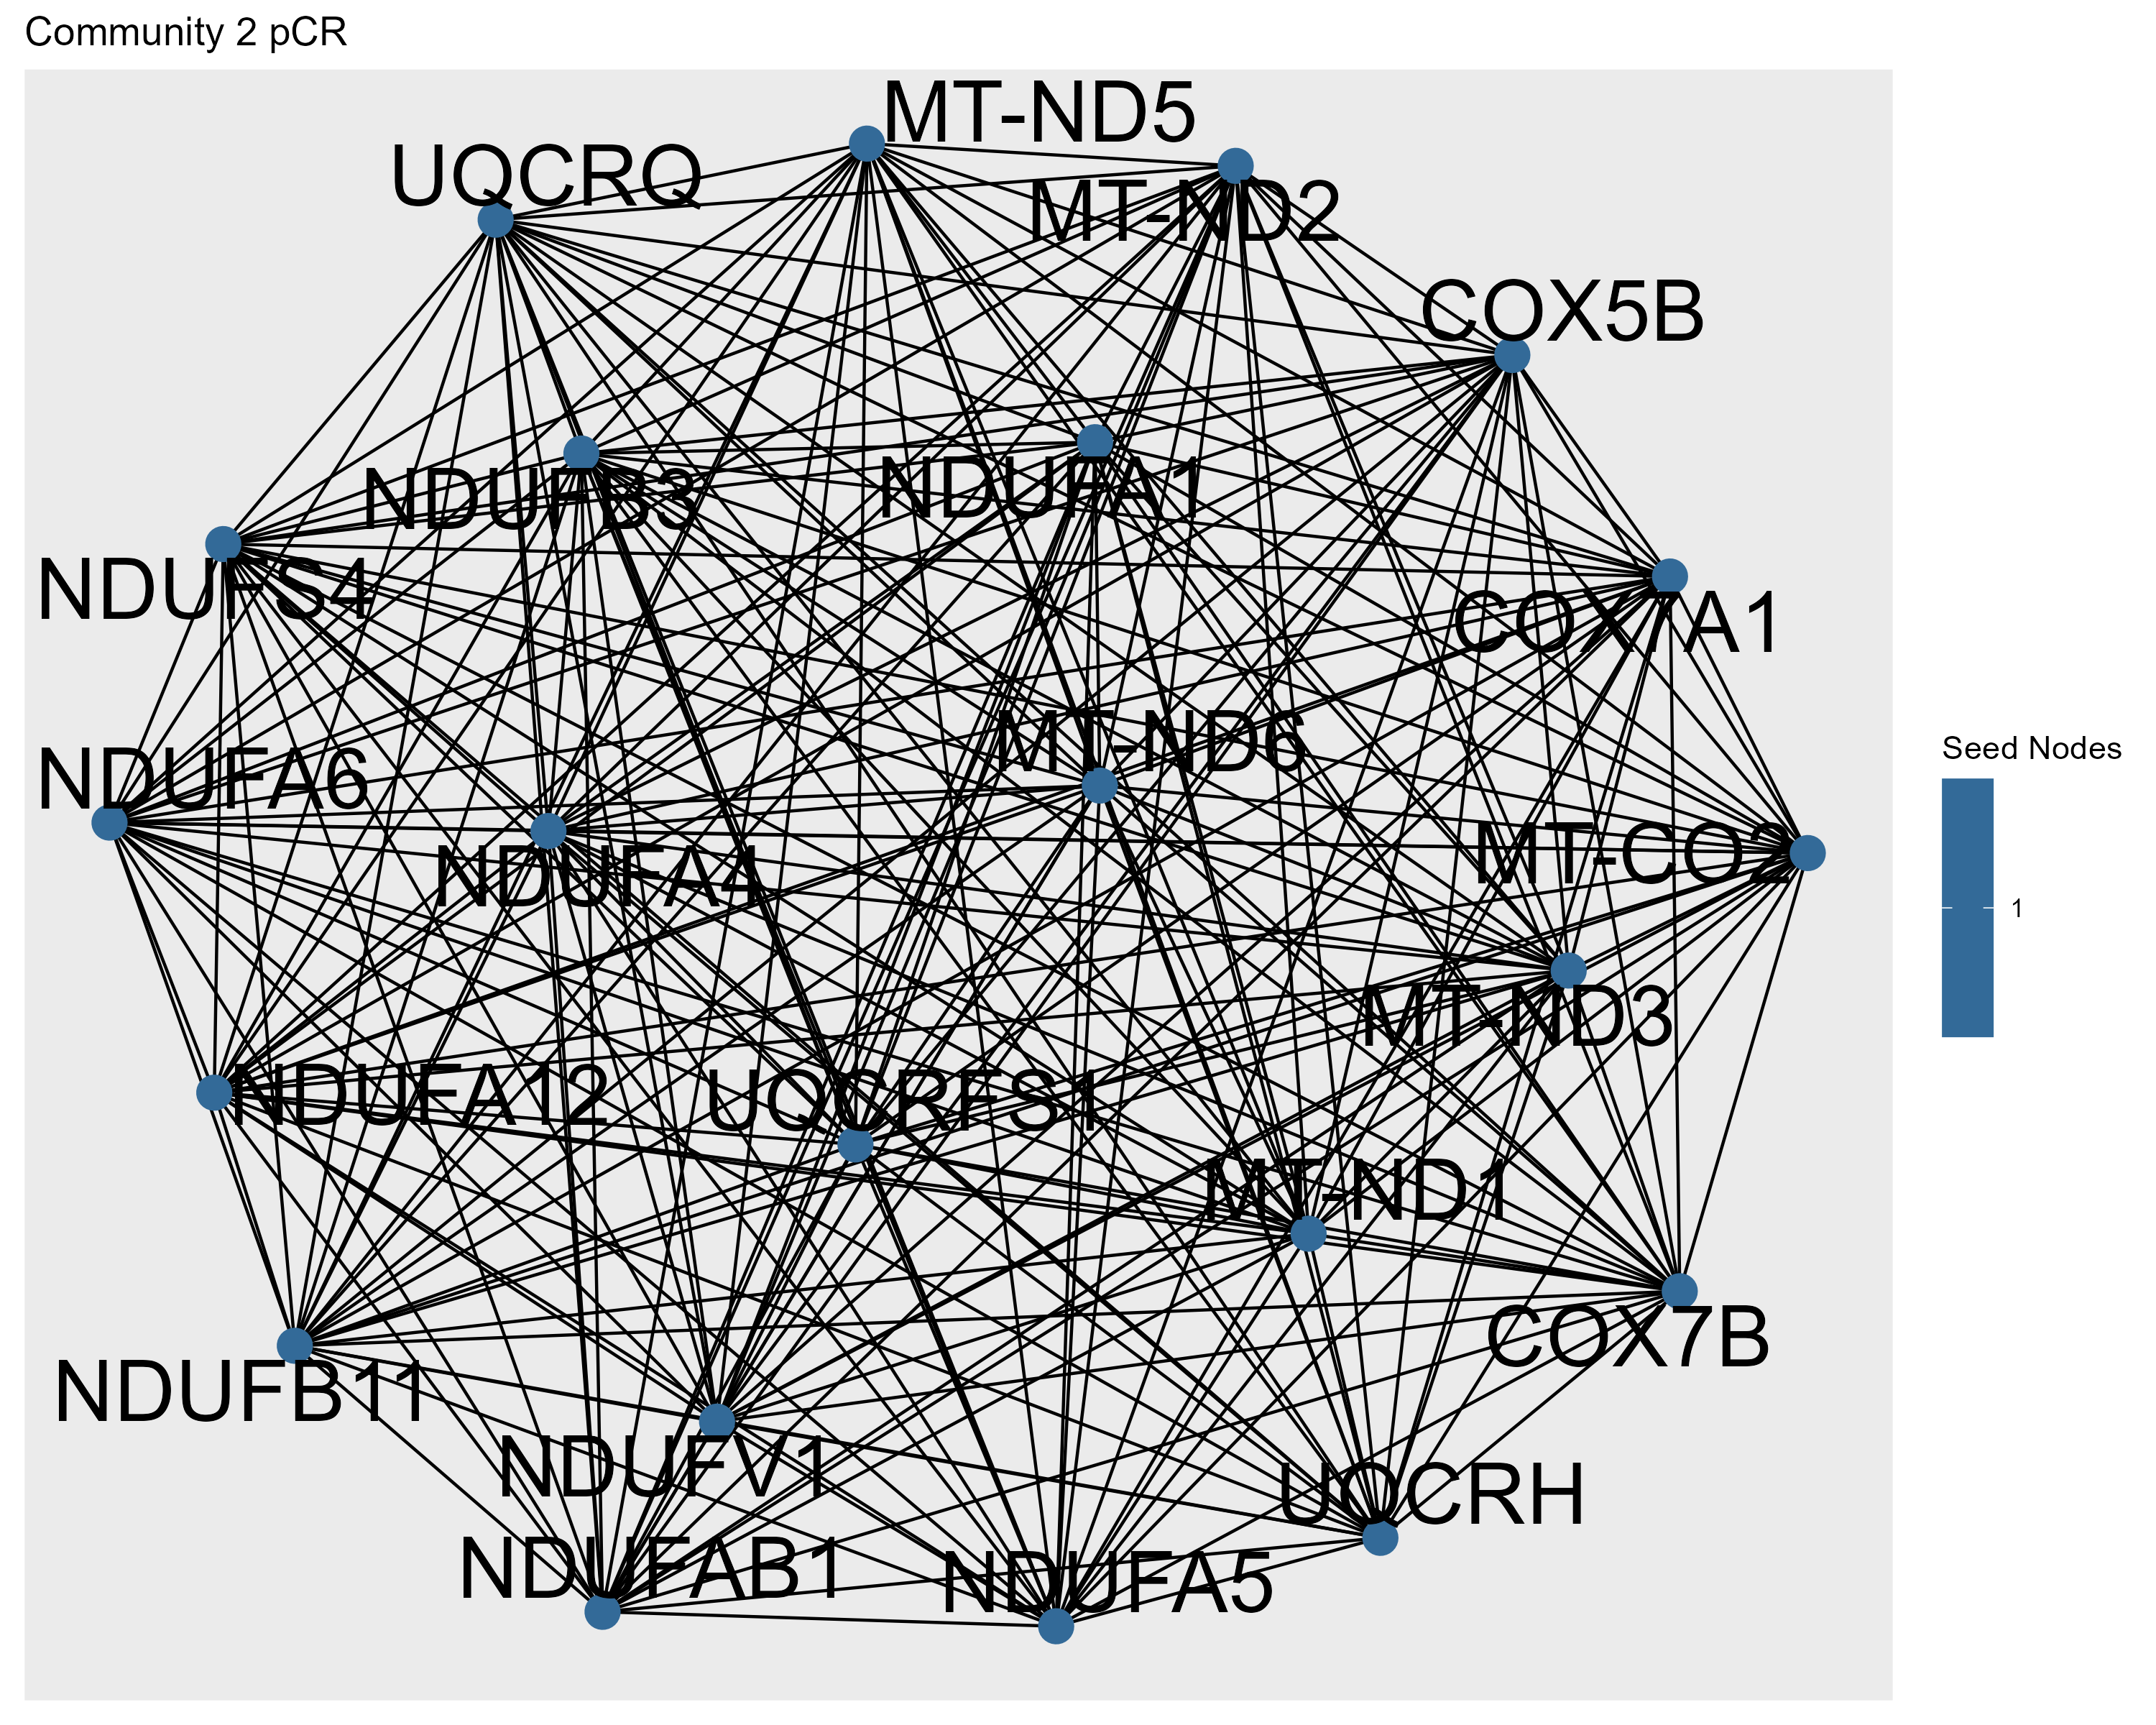 Community 2 pCR
MT-ND5
UQCRQ
MT-ND2
COX5B
NDUFB3
NDUFA1
NDUFS4
COX7A1
MT-ND6
NDUFA6
MT-CO2
NDUFA4
MT-ND3
NDUFA12
UQCRFS1
MT-ND1
COX7B
NDUFB11
NDUFV1
UQCRH
NDUFAB1
NDUFA5
Seed Nodes
1